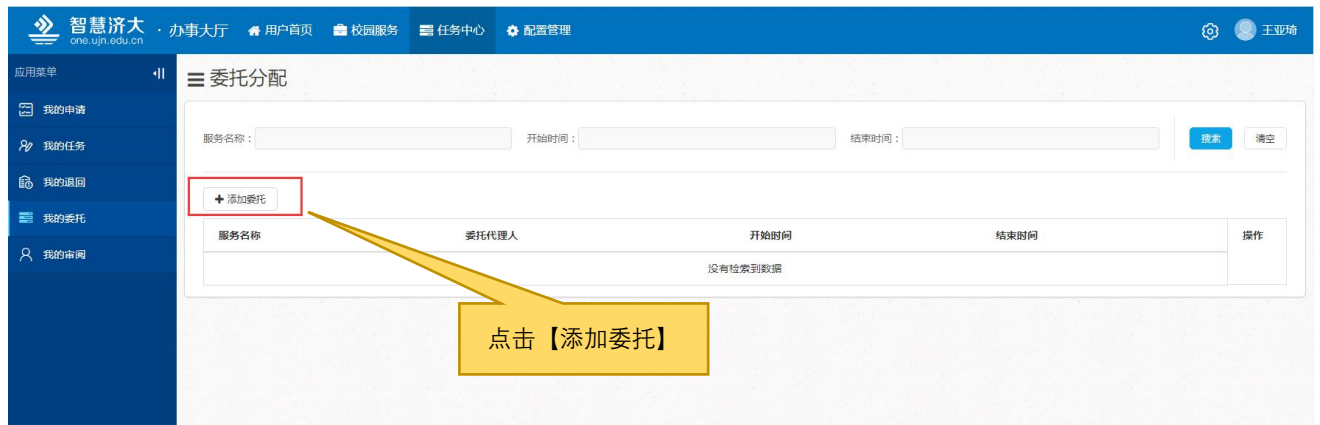 智慧济大 · 办事大厅 用户首页 校园服务 任务中心 配置管理 王亚琦
one.ujn.edu.cn
应用菜单
我的申请
我的任务
我的退回
我的委托
我的审阅
委托分配
服务名称： 开始时间： 结束时间： 搜索 清空
添加委托
服务名称 委托代理人 开始时间 结束时间 操作
没有检索到数据
点击【添加委托】